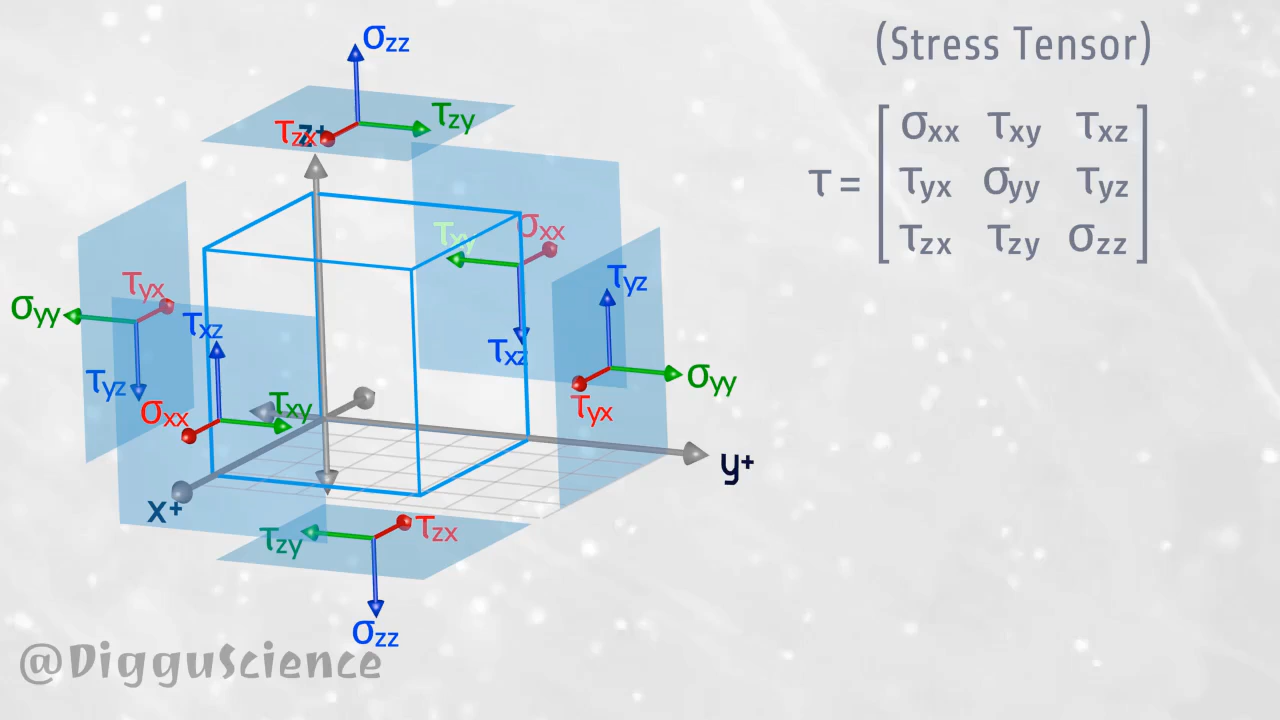 (Stress Tensor)
τ = [ σxx τxy τxz
τyx σyy τyz
τzx τzy σzz ]
σzz
τzx z+ τzy
τxy σxx
τyx τyz
σyy τxz
τyz τxz σyy
σxx τxy τyx
y+
x+
τzy τzx
σzz
@DigguScience